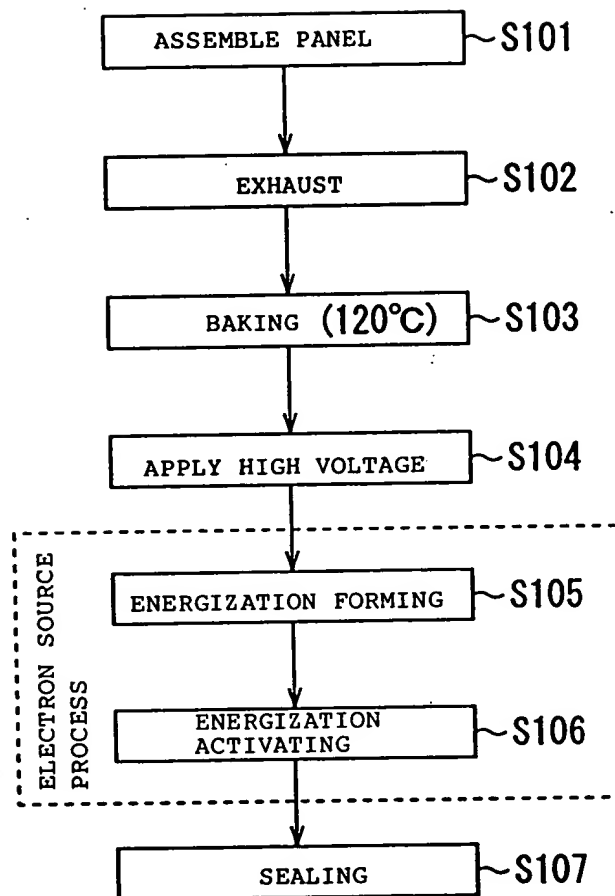 ASSEMBLE PANEL S101
EXHAUST S102
BAKING (120°C) S103
APPLY HIGH VOLTAGE S104
ELECTRON SOURCE
PROCESS
ENERGIZATION FORMING S105
ENERGIZATION
ACTIVATING S106
SEALING S107